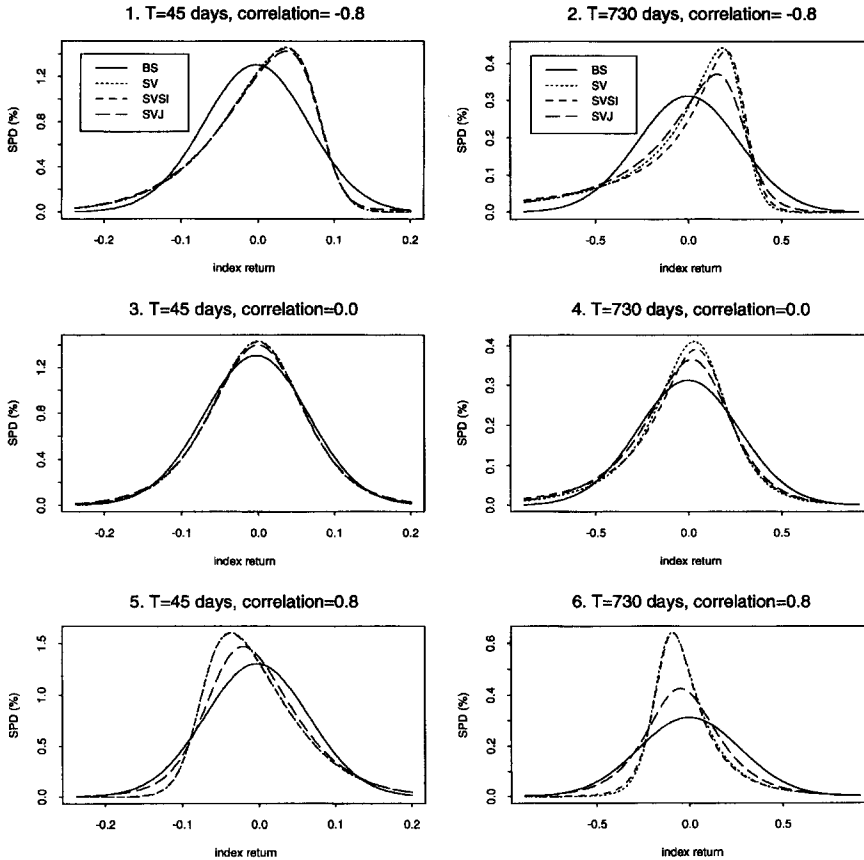 1. T=45 days, correlation= -0.8
SPD (%)
0.0 0.4 0.8 1.2
BS
SV
SVSI
SVJ
-0.2 -0.1 0.0 0.1 0.2
index return
2. T=730 days, correlation=-0.8
SPD (%)
0.0 0.1 0.2 0.3 0.4
BS
SV
SVSI
SVJ
-0.5 0.0 0.5
index return
3. T=45 days, correlation=0.0
SPD (%)
0.0 0.4 0.8 1.2
-0.2 -0.1 0.0 0.1 0.2
index return
4. T=730 days, correlation=0.0
SPD (%)
0.0 0.1 0.2 0.3 0.4
-0.5 0.0 0.5
index return
5. T=45 days, correlation=0.8
SPD (%)
0.0 0.5 1.0 1.5
-0.2 -0.1 0.0 0.1 0.2
index return
6. T=730 days, correlation=0.8
SPD (%)
0.0 0.2 0.4 0.6
-0.5 0.0 0.5
index return